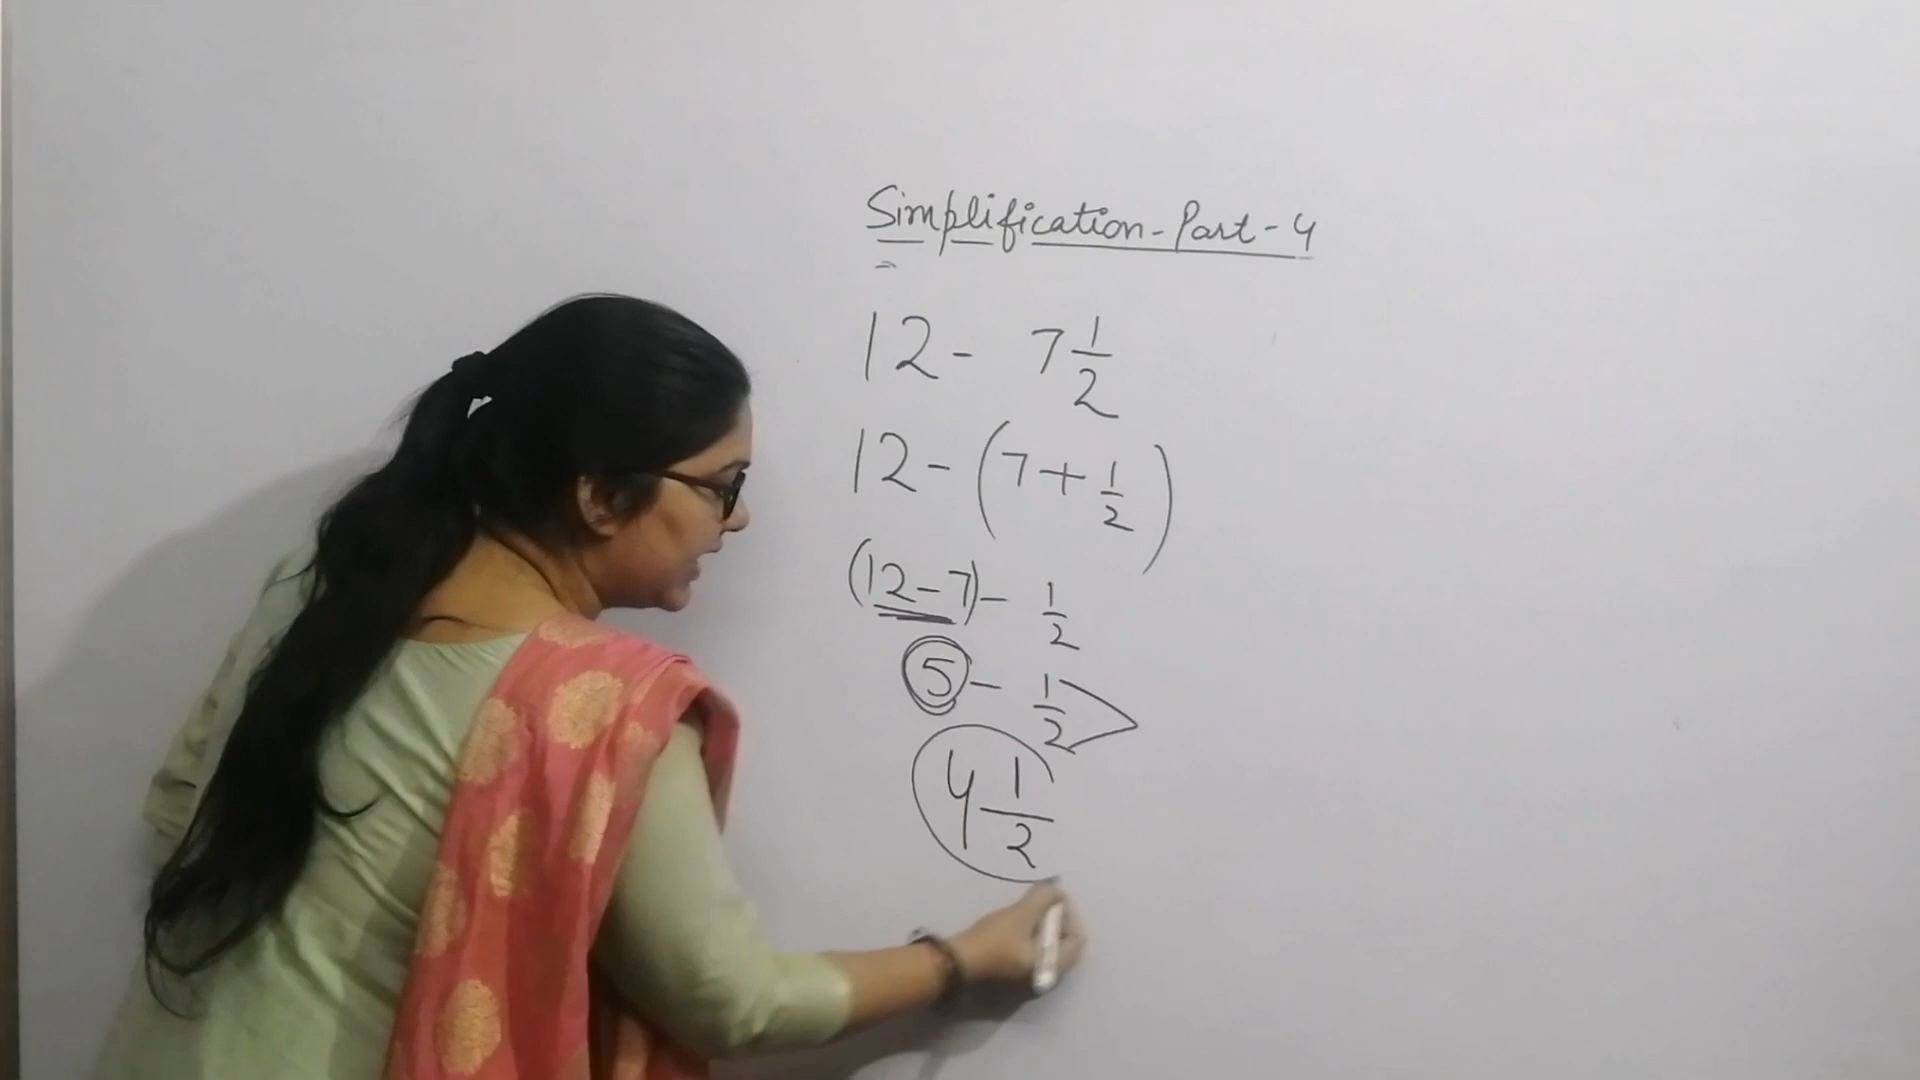 Simplification - Part - 4
12 - 7 1/2
12 - (7 + 1/2)
(12 - 7) - 1/2
5 - 1/2
4 1/2